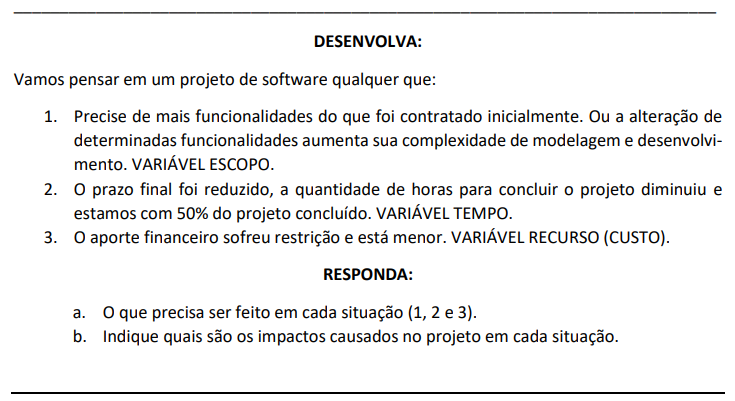 DESENVOLVA:
Vamos pensar em um projeto de software qualquer que:
1. Precise de mais funcionalidades do que foi contratado inicialmente. Ou a alteração de
determinadas funcionalidades aumenta sua complexidade de modelagem e desenvolvi-
mento. VARIÁVEL ESCOPO.
2. O prazo final foi reduzido, a quantidade de horas para concluir o projeto diminuiu e
estamos com 50% do projeto concluído. VARIÁVEL TEMPO.
3. O aporte financeiro sofreu restrição e está menor. VARIÁVEL RECURSO (CUSTO).
RESPONDA:
a. O que precisa ser feito em cada situação (1, 2 e 3).
b. Indique quais são os impactos causados no projeto em cada situação.